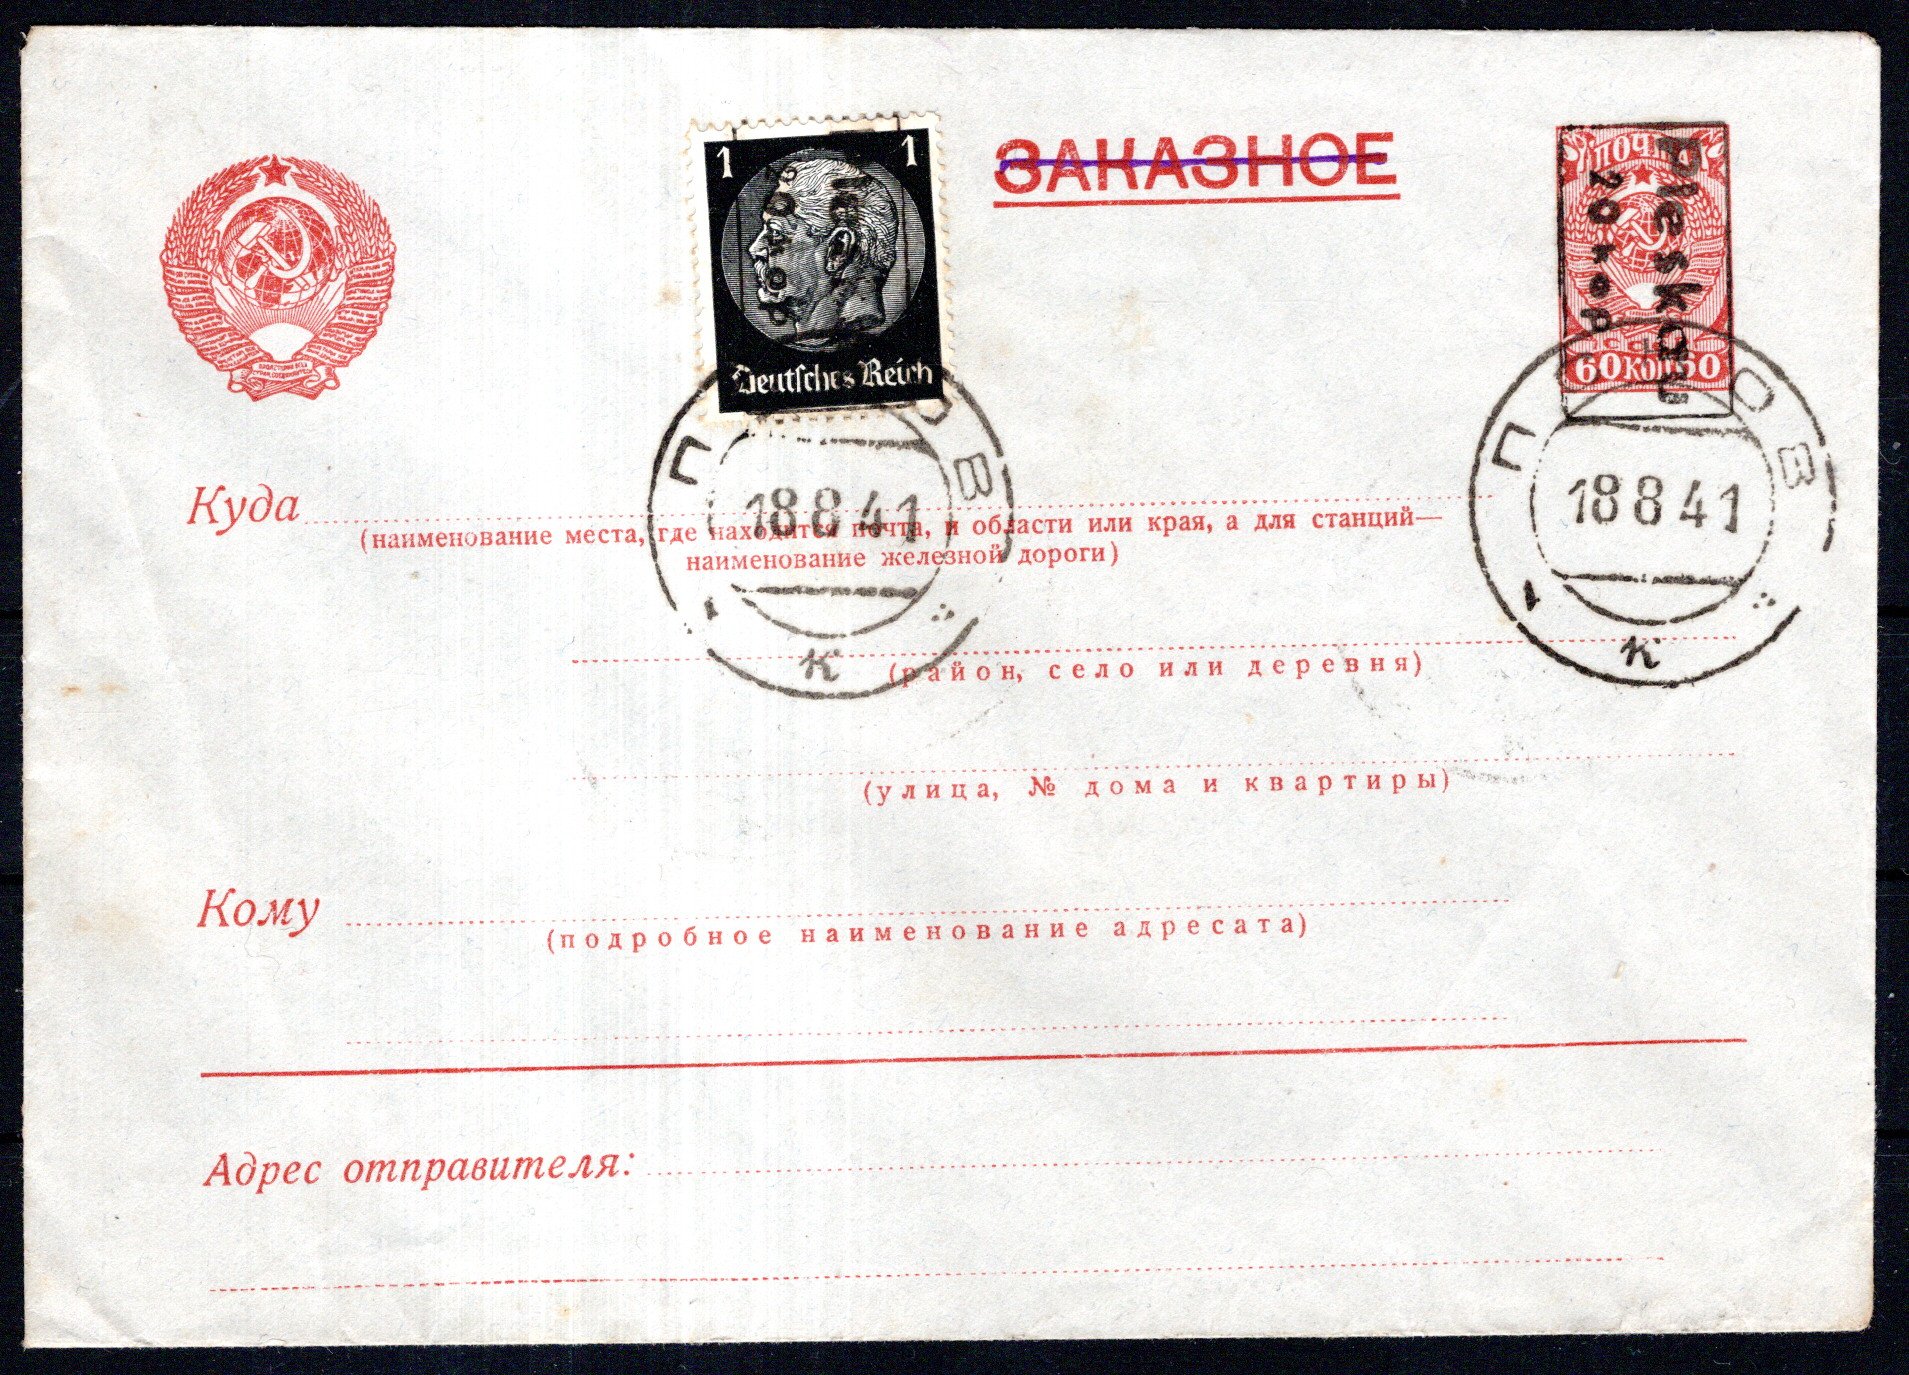 ЗАКАЗНОЕ
1 1
Deutsches Reich
ПОЧТА
Pleskau
20 kop
60 КОП 60
18 8 41
18 8 41
к
к
Куда
(наименование места, где находится почта, и области или края, а для станций—
наименование железной дороги)
(район, село или деревня)
(улица, № дома и квартиры)
Кому
(подробное наименование адресата)
Адрес отправителя: